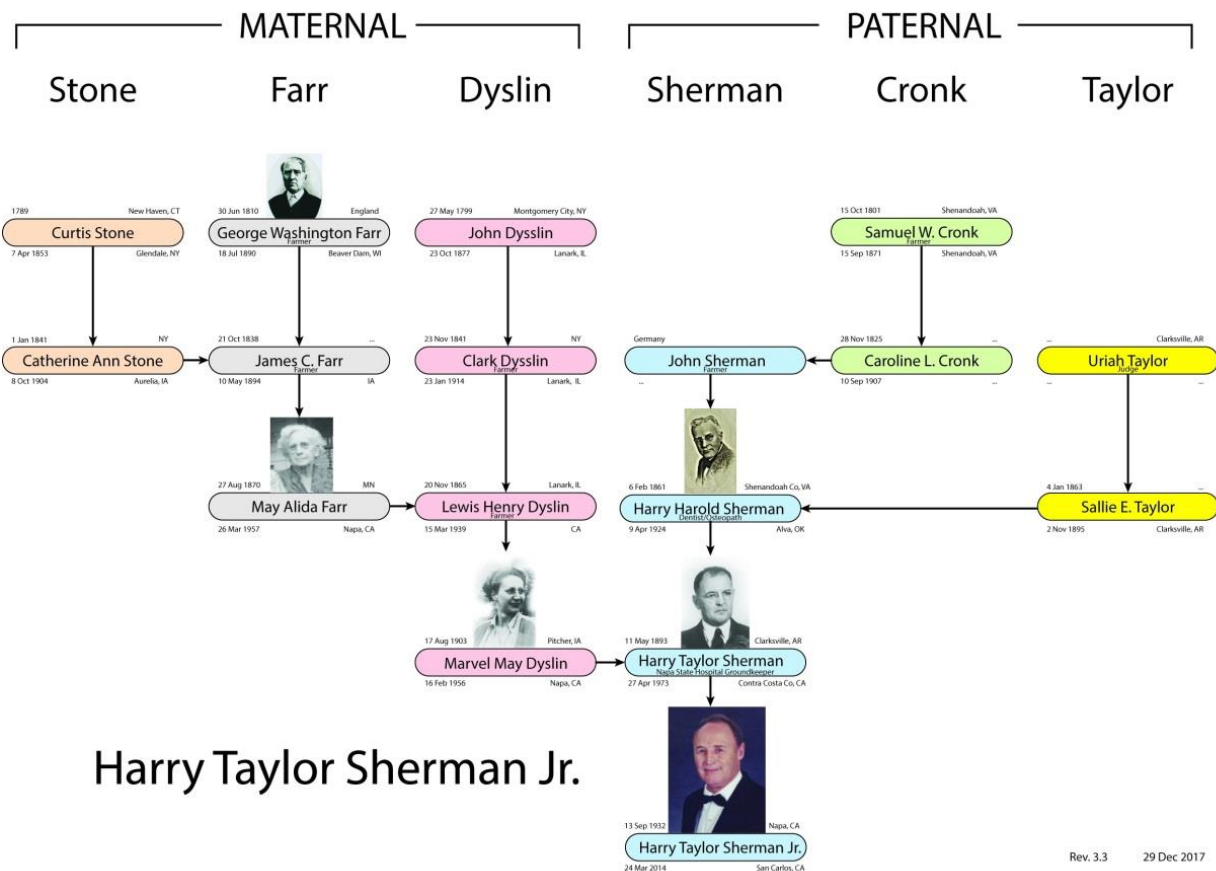 MATERNAL PATERNAL
Stone Farr Dyslin Sherman Cronk Taylor
1789 New Haven, CT 30 Jun 1810 England 27 May 1799 Montgomery City, NY 15 Oct 1801 Shenandoah, VA
Curtis Stone George Washington Farr John Dysslin Samuel W. Cronk
Farmer Farmer
7 Apr 1853 Glendale, NY 18 Jul 1890 Beaver Dam, WI 23 Oct 1877 Lanark, IL 15 Sep 1871 Shenandoah, VA
1 Jan 1841 NY 21 Oct 1838 ... 23 Nov 1841 NY Germany 28 Nov 1825 ... ... Clarksville, AR
Catherine Ann Stone James C. Farr Clark Dysslin John Sherman Caroline L. Cronk Uriah Taylor
Farmer Farmer Farmer Judge
8 Oct 1904 Aurelia, IA 10 May 1894 IA 23 Jan 1914 Lanark, IL ... 10 Sep 1907 ... ... ...
27 Aug 1870 MN 20 Nov 1865 Lanark, IL 6 Feb 1861 Shenandoah Co, VA 4 Jan 1863 ...
May Alida Farr Lewis Henry Dyslin Harry Harold Sherman Sallie E. Taylor
Farmer Dentist/Osteopath
26 Mar 1957 Napa, CA 15 Mar 1939 CA 9 Apr 1924 Alva, OK 2 Nov 1895 Clarksville, AR
17 Aug 1903 Pitcher, IA 11 May 1893 Clarksville, AR
Marvel May Dyslin Harry Taylor Sherman
Napa State Hospital Groundkeeper
16 Feb 1956 Napa, CA 27 Apr 1973 Contra Costa Co, CA
Harry Taylor Sherman Jr.
13 Sep 1932 Napa, CA
Harry Taylor Sherman Jr.
24 Mar 2014 San Carlos, CA
Rev. 3.3 29 Dec 2017